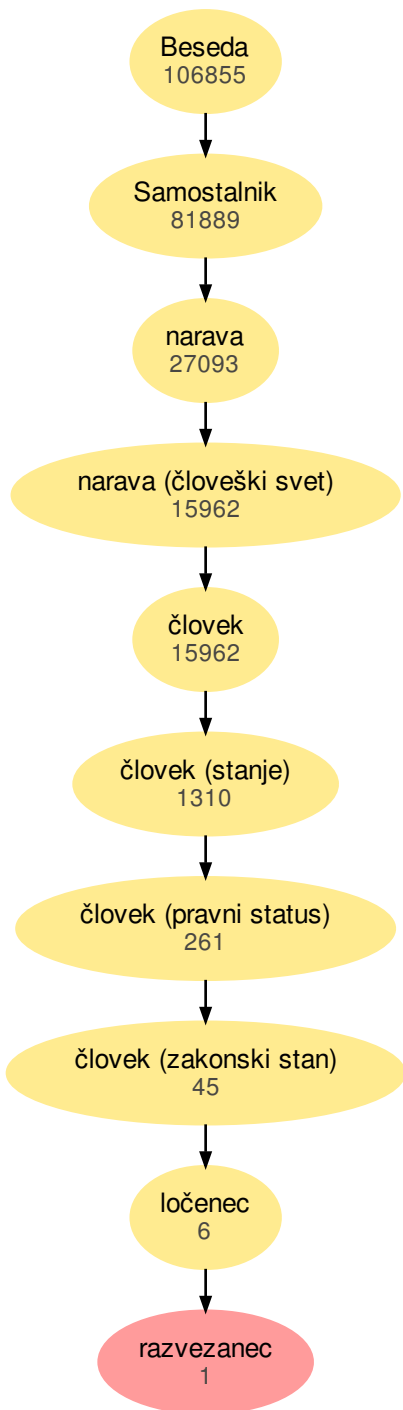 Beseda
106855
Samostalnik
81889
narava
27093
narava (človeški svet)
15962
človek
15962
človek (stanje)
1310
človek (pravni status)
261
človek (zakonski stan)
45
ločenec
6
razvezanec
1